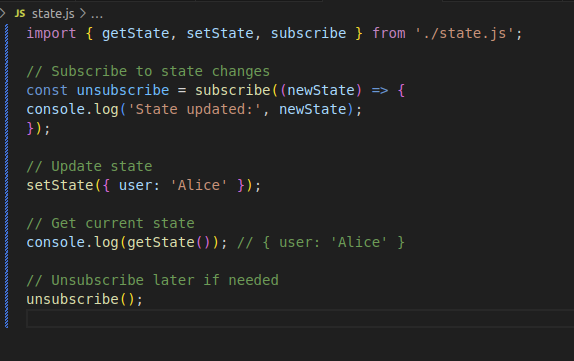 JS state.js > ...
import { getState, setState, subscribe } from './state.js';
// Subscribe to state changes
const unsubscribe = subscribe((newState) => {
console.log('State updated:', newState);
});
// Update state
setState({ user: 'Alice' });
// Get current state
console.log(getState()); // { user: 'Alice' }
// Unsubscribe later if needed
unsubscribe();